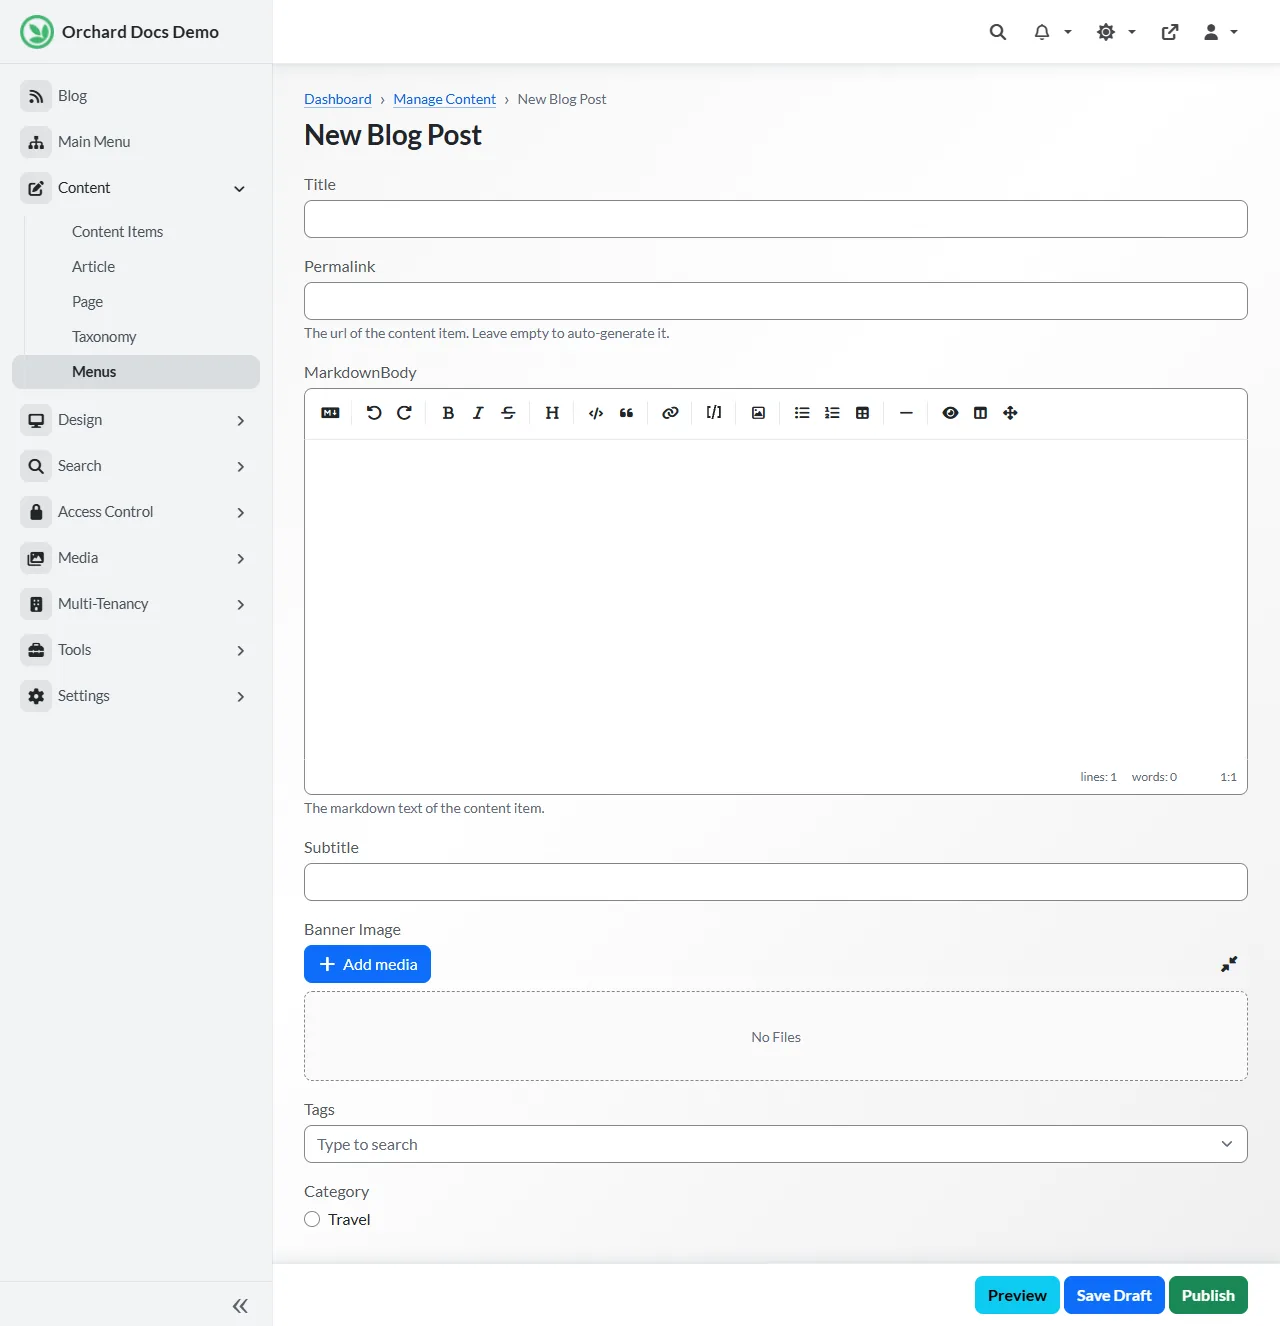 Orchard Docs Demo
Blog
Main Menu
Content
Content Items
Article
Page
Taxonomy
Menus
Design
Search
Access Control
Media
Multi-Tenancy
Tools
Settings
Dashboard › Manage Content › New Blog Post
New Blog Post
Title
Permalink
The url of the content item. Leave empty to auto-generate it.
MarkdownBody
lines: 1 words: 0 1:1
The markdown text of the content item.
Subtitle
Banner Image
Add media
No Files
Tags
Type to search
Category
Travel
Preview Save Draft Publish